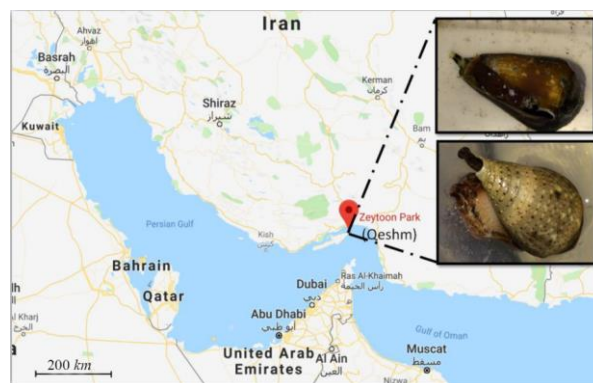 Iran
Ahvaz
اهواز
Basrah
البصرة
Kerman
کرمان
Shiraz
شیراز
Kuwait
Bam
Zeytoon Park
(Qeshm)
Persian Gulf
Kish
کیش
Bahrain
Qatar
Ras Al-Khaimah
رأس الخيمة
Dubai
دبي
Al Kharj
الخرج
Abu Dhabi
أبو ظبي
Gulf of Oman
Al Ain
العين
Muscat
مسقط
United Arab
Emirates
Nizwa
200 km